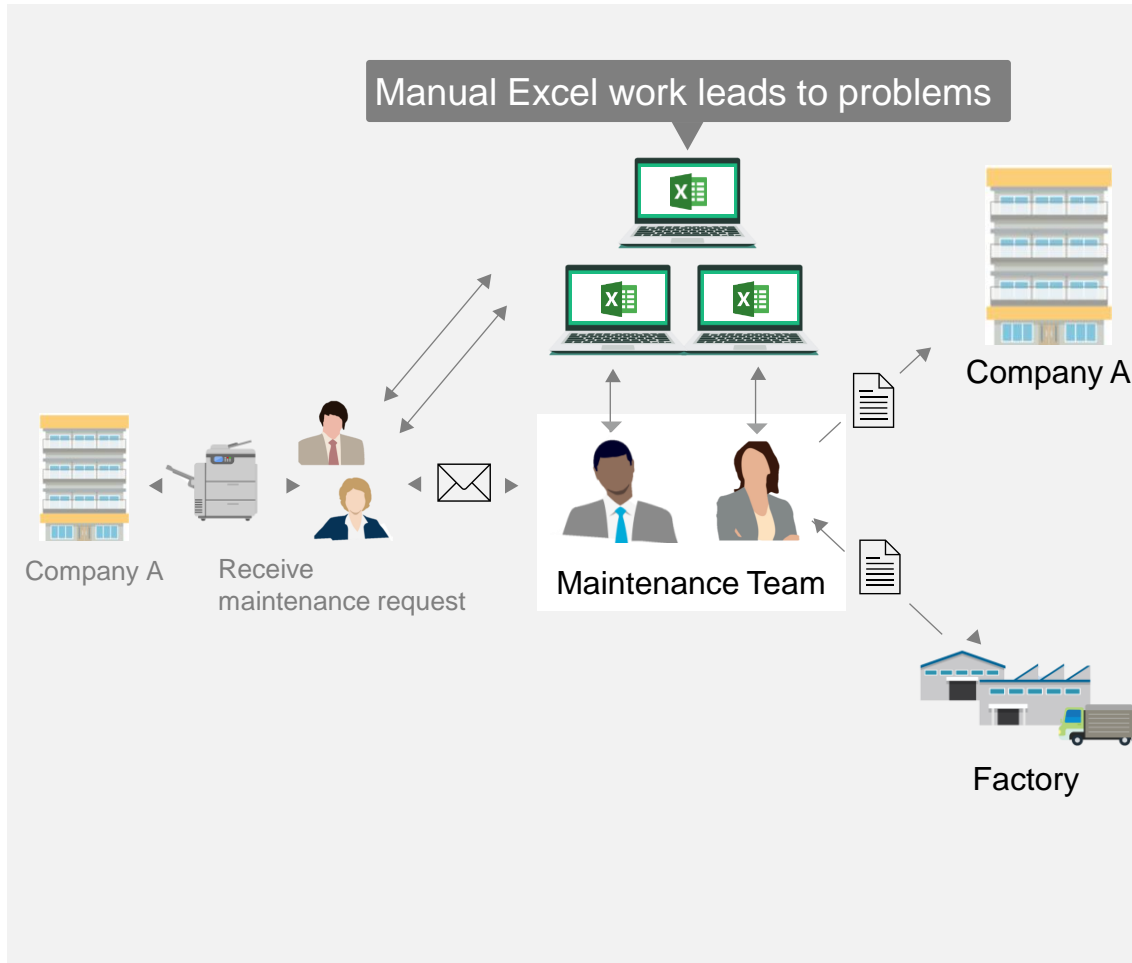 Manual Excel work leads to problems
X
X
X
Company A
Company A
Receive
maintenance request
Maintenance Team
Factory